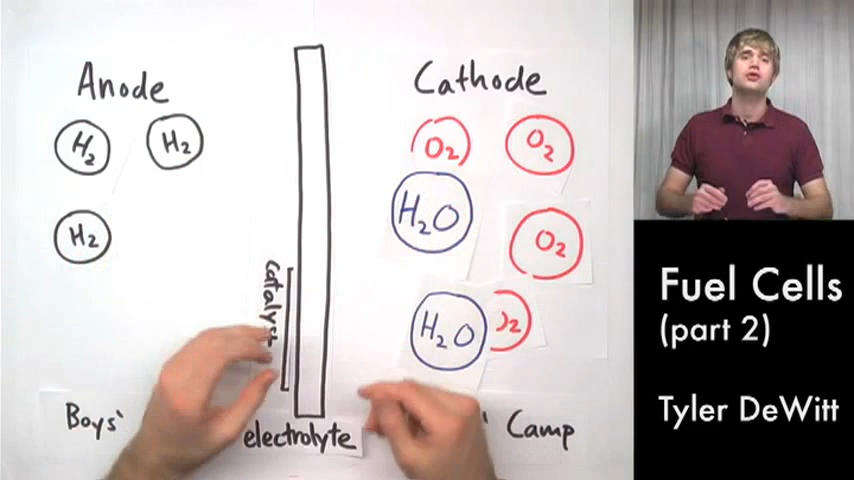 Anode
Cathode
H2
H2
O2
O2
H2O
H2
O2
catalyst
H2O
O2
Boys'
electrolyte
Camp
Fuel Cells
(part 2)
Tyler DeWitt